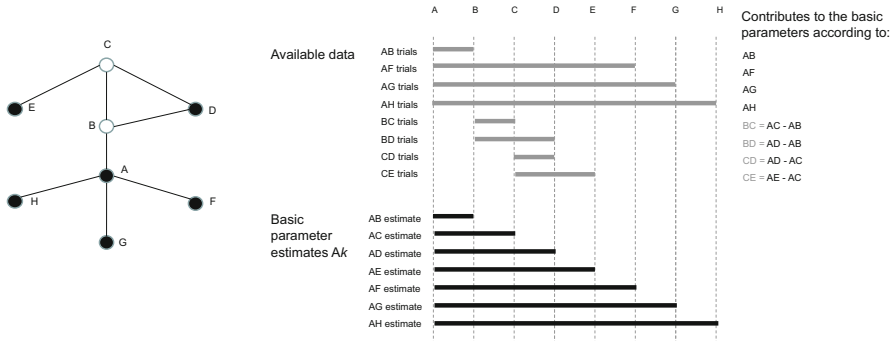 A B C D E F G H
Contributes to the basic
parameters according to:
Available data
AB trials
AF trials
AG trials
AH trials
BC trials
BD trials
CD trials
CE trials
AB
AF
AG
AH
BC = AC - AB
BD = AD - AB
CD = AD - AC
CE = AE - AC
C
E
D
B
A
H
F
G
Basic
parameter
estimates Ak
AB estimate
AC estimate
AD estimate
AE estimate
AF estimate
AG estimate
AH estimate